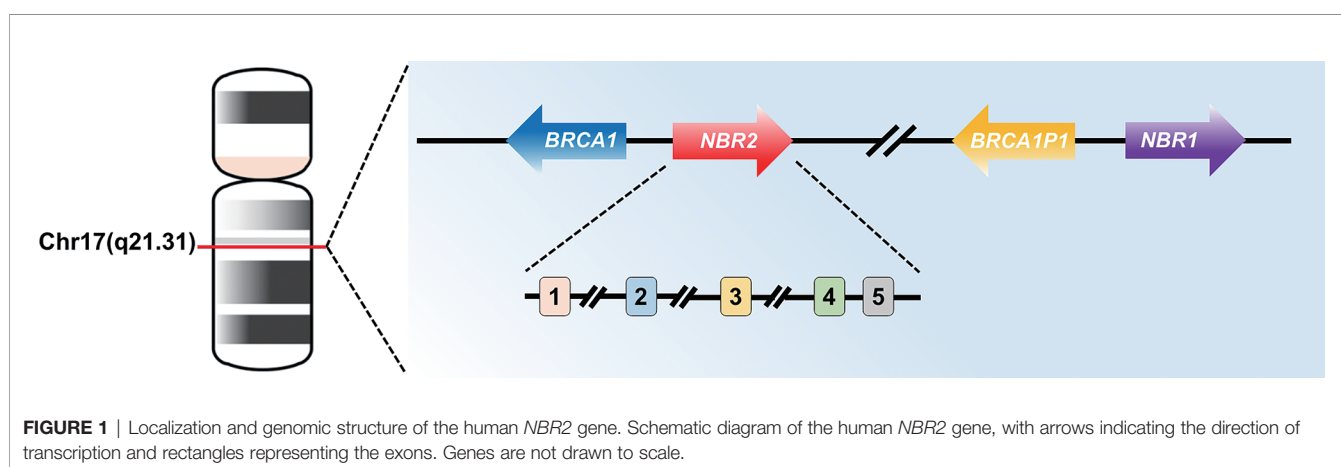 BRCA1 NBR2 BRCA1P1 NBR1
Chr17(q21.31)
1 2 3 4 5
FIGURE 1 | Localization and genomic structure of the human NBR2 gene. Schematic diagram of the human NBR2 gene, with arrows indicating the direction of
transcription and rectangles representing the exons. Genes are not drawn to scale.